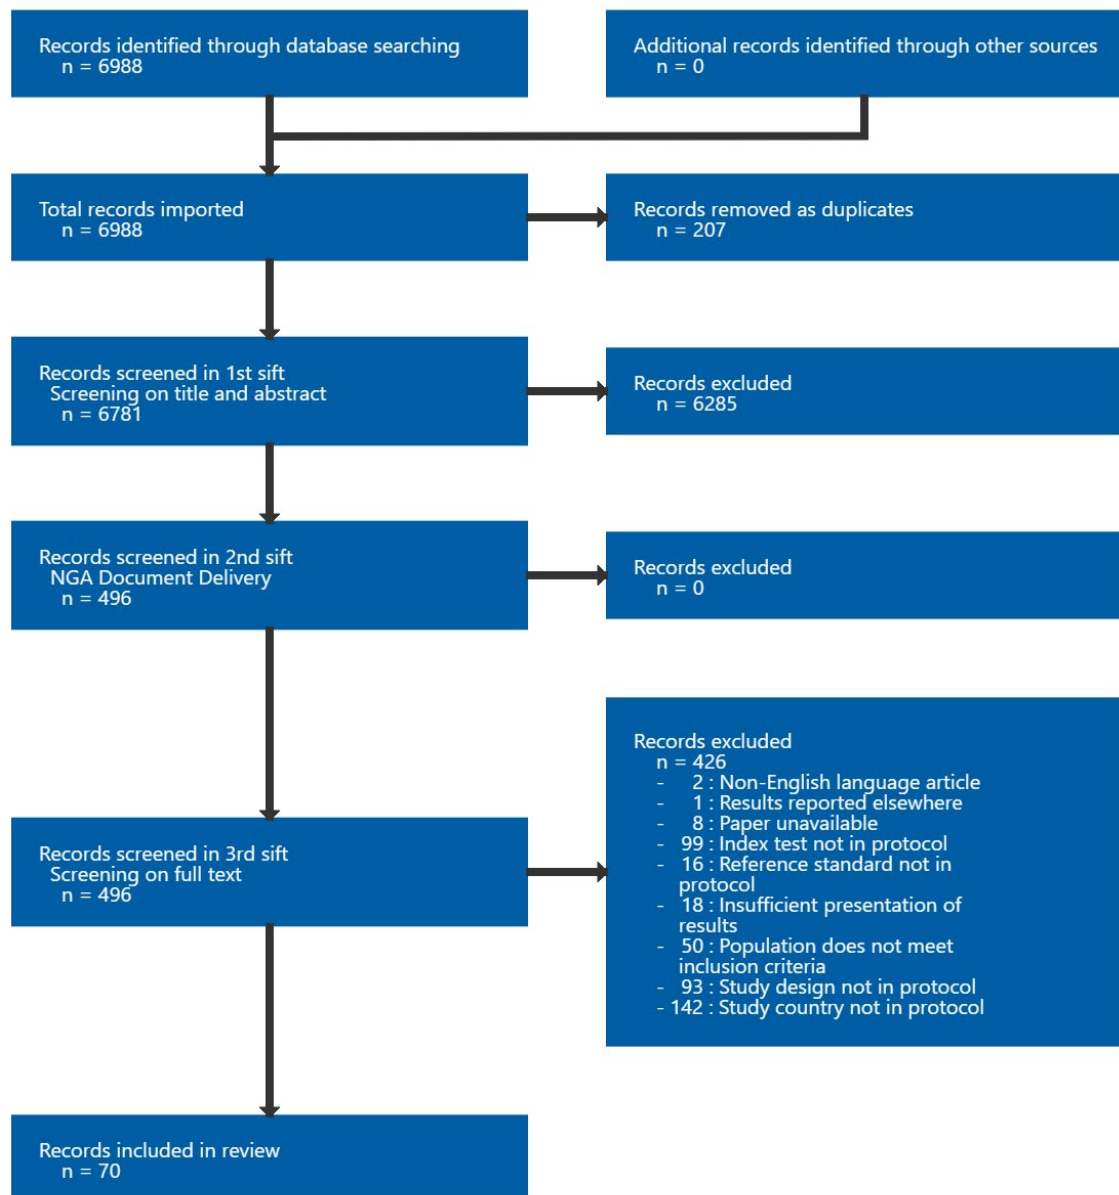 Records identified through database searching
n = 6988
Additional records identified through other sources
n = 0
Total records imported
n = 6988
Records removed as duplicates
n = 207
Records screened in 1st sift
Screening on title and abstract
n = 6781
Records excluded
n = 6285
Records screened in 2nd sift
NGA Document Delivery
n = 496
Records excluded
n = 0
Records screened in 3rd sift
Screening on full text
n = 496
Records excluded
n = 426
- 2 : Non-English language article
- 1 : Results reported elsewhere
- 8 : Paper unavailable
- 99 : Index test not in protocol
- 16 : Reference standard not in
protocol
- 18 : Insufficient presentation of
results
- 50 : Population does not meet
inclusion criteria
- 93 : Study design not in protocol
- 142 : Study country not in protocol
Records included in review
n = 70